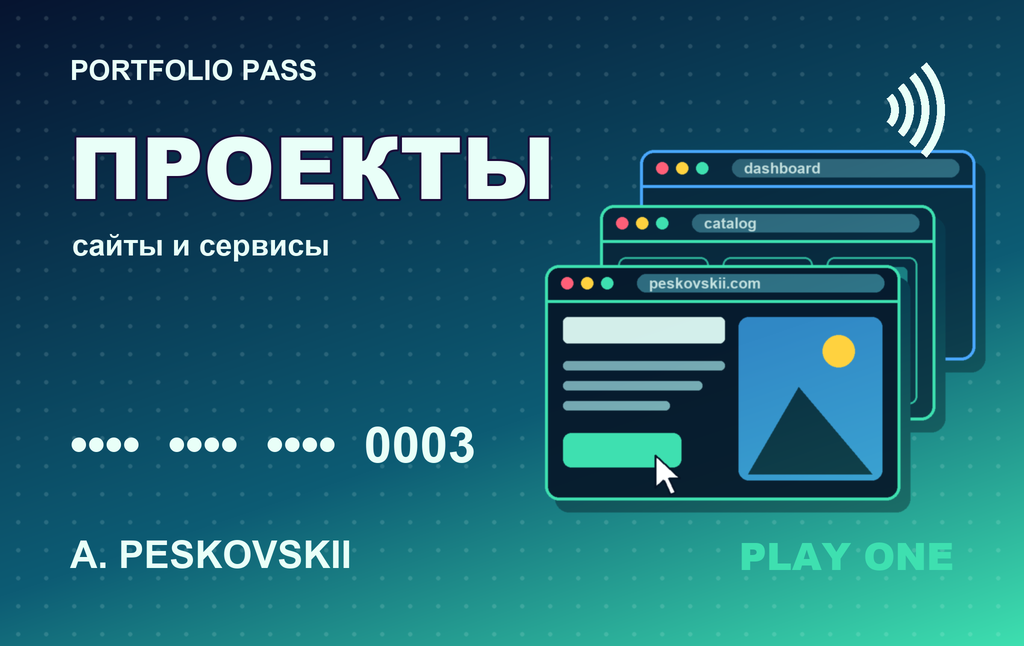 PORTFOLIO PASS
ПРОЕКТЫ
сайты и сервисы
dashboard
catalog
peskovskii.com
•••• •••• •••• 0003
A. PESKOVSKII
PLAY ONE